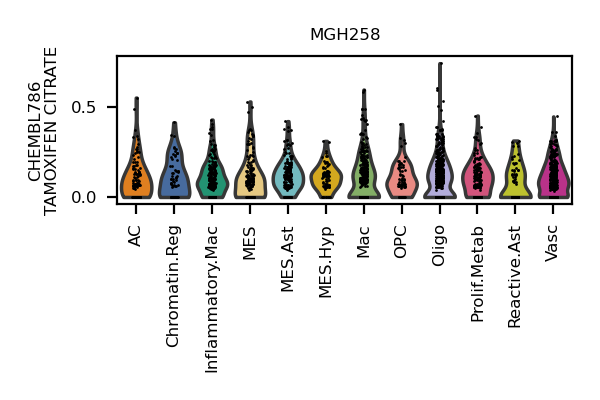 MGH258
CHEMBL786
TAMOXIFEN CITRATE
0.5
0.0
AC
Chromatin.Reg
Inflammatory.Mac
MES
MES.Ast
MES.Hyp
Mac
OPC
Oligo
Prolif.Metab
Reactive.Ast
Vasc